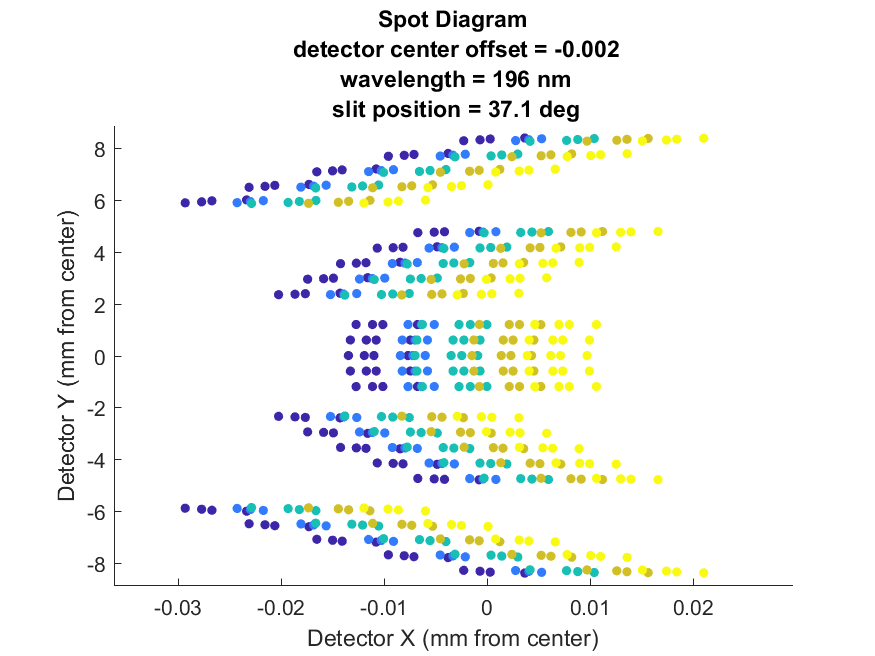 Spot Diagram
detector center offset = -0.002
wavelength = 196 nm
slit position = 37.1 deg
Detector Y (mm from center)
8
6
4
2
0
-2
-4
-6
-8
-0.03 -0.02 -0.01 0 0.01 0.02
Detector X (mm from center)